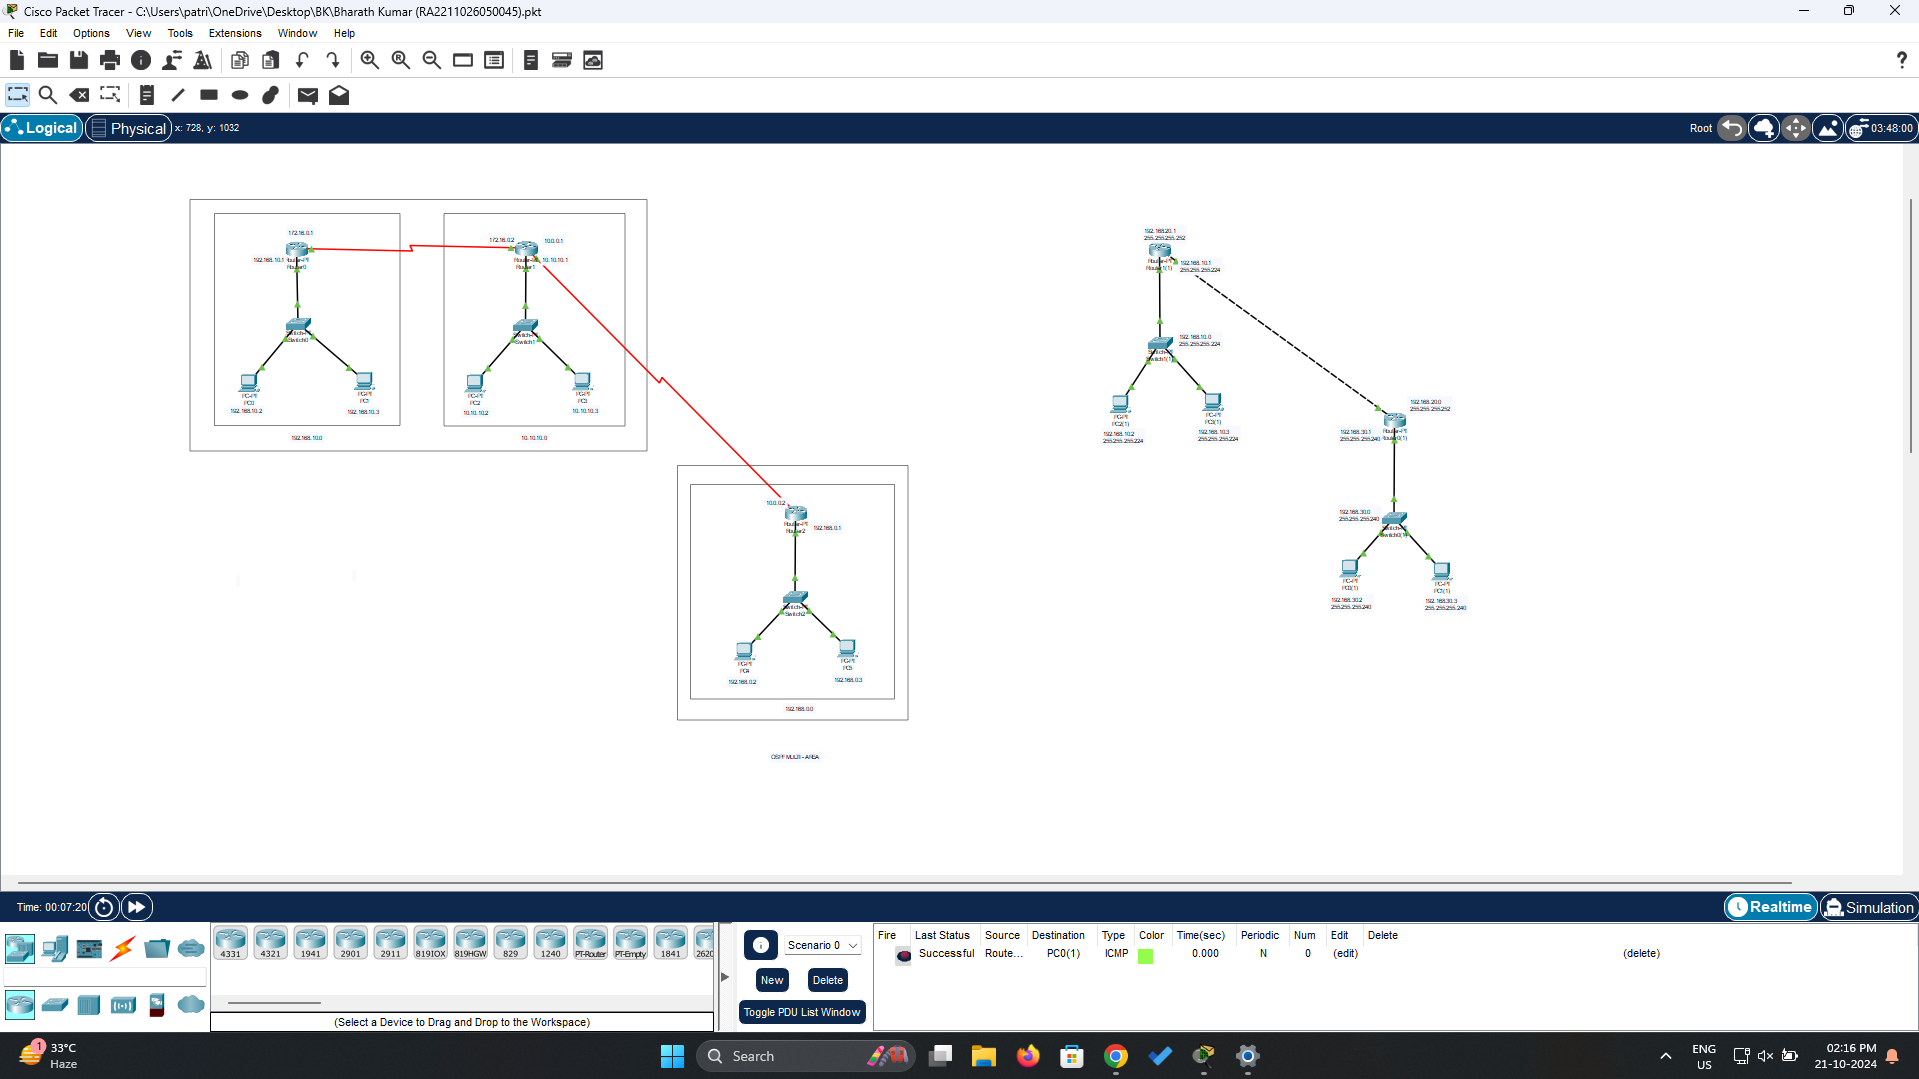 Cisco Packet Tracer - C:\Users\patri\OneDrive\Desktop\BK\Bharath Kumar (RA2211026050045).pkt
File Edit Options View Tools Extensions Window Help
Logical Physical x: 728, y: 1032
Root 03:48:00
172.16.0.1
192.168.10.1
Router-PT
Router0
172.16.0.2
10.0.0.1
10.10.10.1
Router1
Switch0
Switch1
PC-PT
PC0
192.168.10.2
PC-PT
PC1
192.168.10.3
192.168.10.0
PC-PT
PC2
10.10.10.2
PC-PT
PC3
10.10.10.3
10.10.10.0
10.0.0.2
Router-PT
Router2
192.168.0.1
Switch2
PC-PT
PC4
192.168.0.2
PC-PT
PC5
192.168.0.3
192.168.0.0
OSPF MULTI - AREA
192.168.20.1
255.255.255.252
Router-PT
Router1(1)
192.168.10.1
255.255.255.224
192.168.10.0
255.255.255.224
Switch1(1)
PC-PT
PC2(1)
192.168.10.2
255.255.255.224
PC-PT
PC3(1)
192.168.10.3
255.255.255.224
192.168.20.0
255.255.255.252
192.168.30.1
255.255.255.240
Router-PT
Router0(1)
192.168.30.0
255.255.255.240
Switch0(1)
PC-PT
PC0(1)
192.168.30.2
255.255.255.240
PC-PT
PC1(1)
192.168.30.3
255.255.255.240
Time: 00:07:20
Realtime Simulation
4331 4321 1941 2901 2911 819IOX 819HGW 829 1240 PT-Router PT-Empty 1841 2620
(Select a Device to Drag and Drop to the Workspace)
Scenario 0
New Delete
Toggle PDU List Window
Fire Last Status Source Destination Type Color Time(sec) Periodic Num Edit Delete
Successful Route... PC0(1) ICMP 0.000 N 0 (edit) (delete)
1
33°C
Haze
Search
ENG
US
02:16 PM
21-10-2024